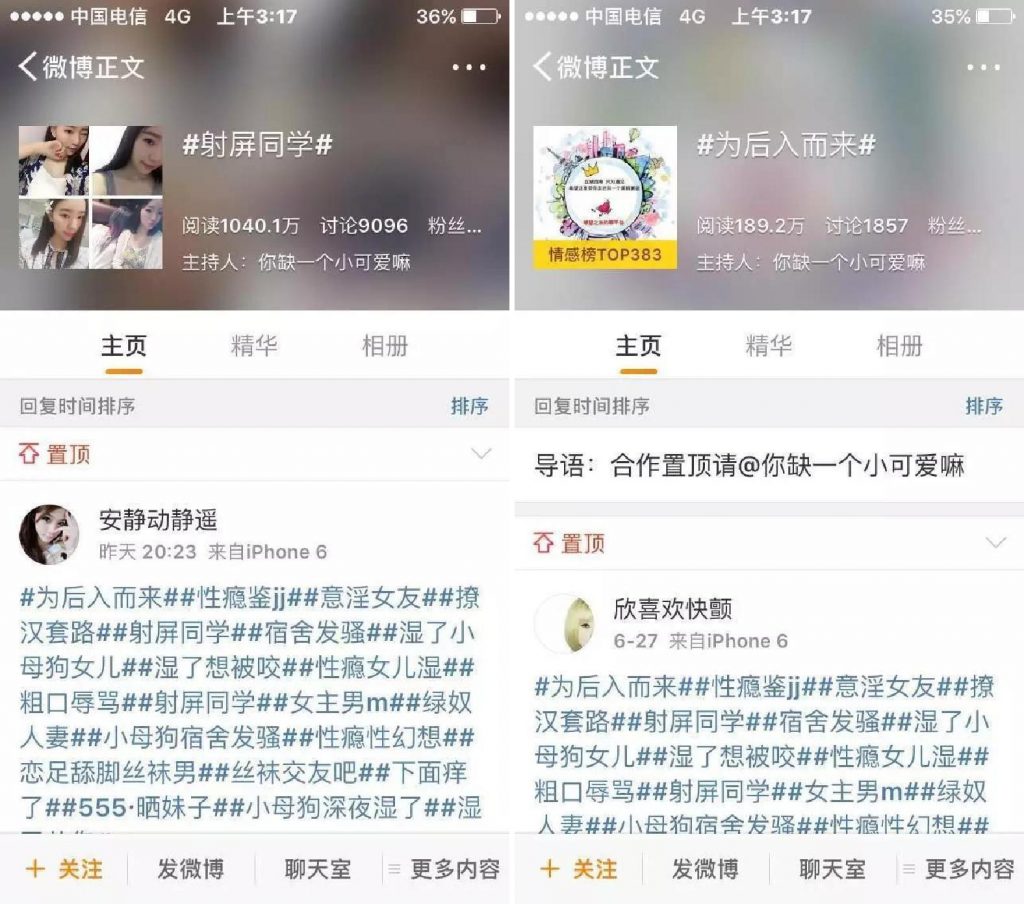 中国电信 4G 上午3:17 36%
微博正文
#射屏同学#
阅读1040.1万 讨论9096 粉丝...
主持人：你缺一个小可爱嘛
主页 精华 相册
回复时间排序 排序
置顶
安静动静遥
昨天 20:23 来自iPhone 6
#为后入而来##性瘾鉴jj##意淫女友##撩
汉套路##射屏同学##宿舍发骚##湿了小
母狗女儿##湿了想被咬##性瘾女儿湿##
粗口辱骂##射屏同学##女主男m##绿奴
人妻##小母狗宿舍发骚##性瘾性幻想##
恋足舔脚丝袜男##丝袜交友吧##下面痒
了##555·晒妹子##小母狗深夜湿了##湿
+ 关注 发微博 聊天室 更多内容
中国电信 4G 上午3:17 35%
微博正文
#为后入而来#
情感榜TOP383
阅读189.2万 讨论1857 粉丝...
主持人：你缺一个小可爱嘛
主页 精华 相册
回复时间排序 排序
导语：合作置顶请@你缺一个小可爱嘛
置顶
欣喜欢快颤
6-27 来自iPhone 6
#为后入而来##性瘾鉴jj##意淫女友##撩
汉套路##射屏同学##宿舍发骚##湿了小
母狗女儿##湿了想被咬##性瘾女儿湿##
粗口辱骂##射屏同学##女主男m##绿奴
人妻##小母狗宿舍发骚##性瘾性幻想##
+ 关注 发微博 聊天室 更多内容